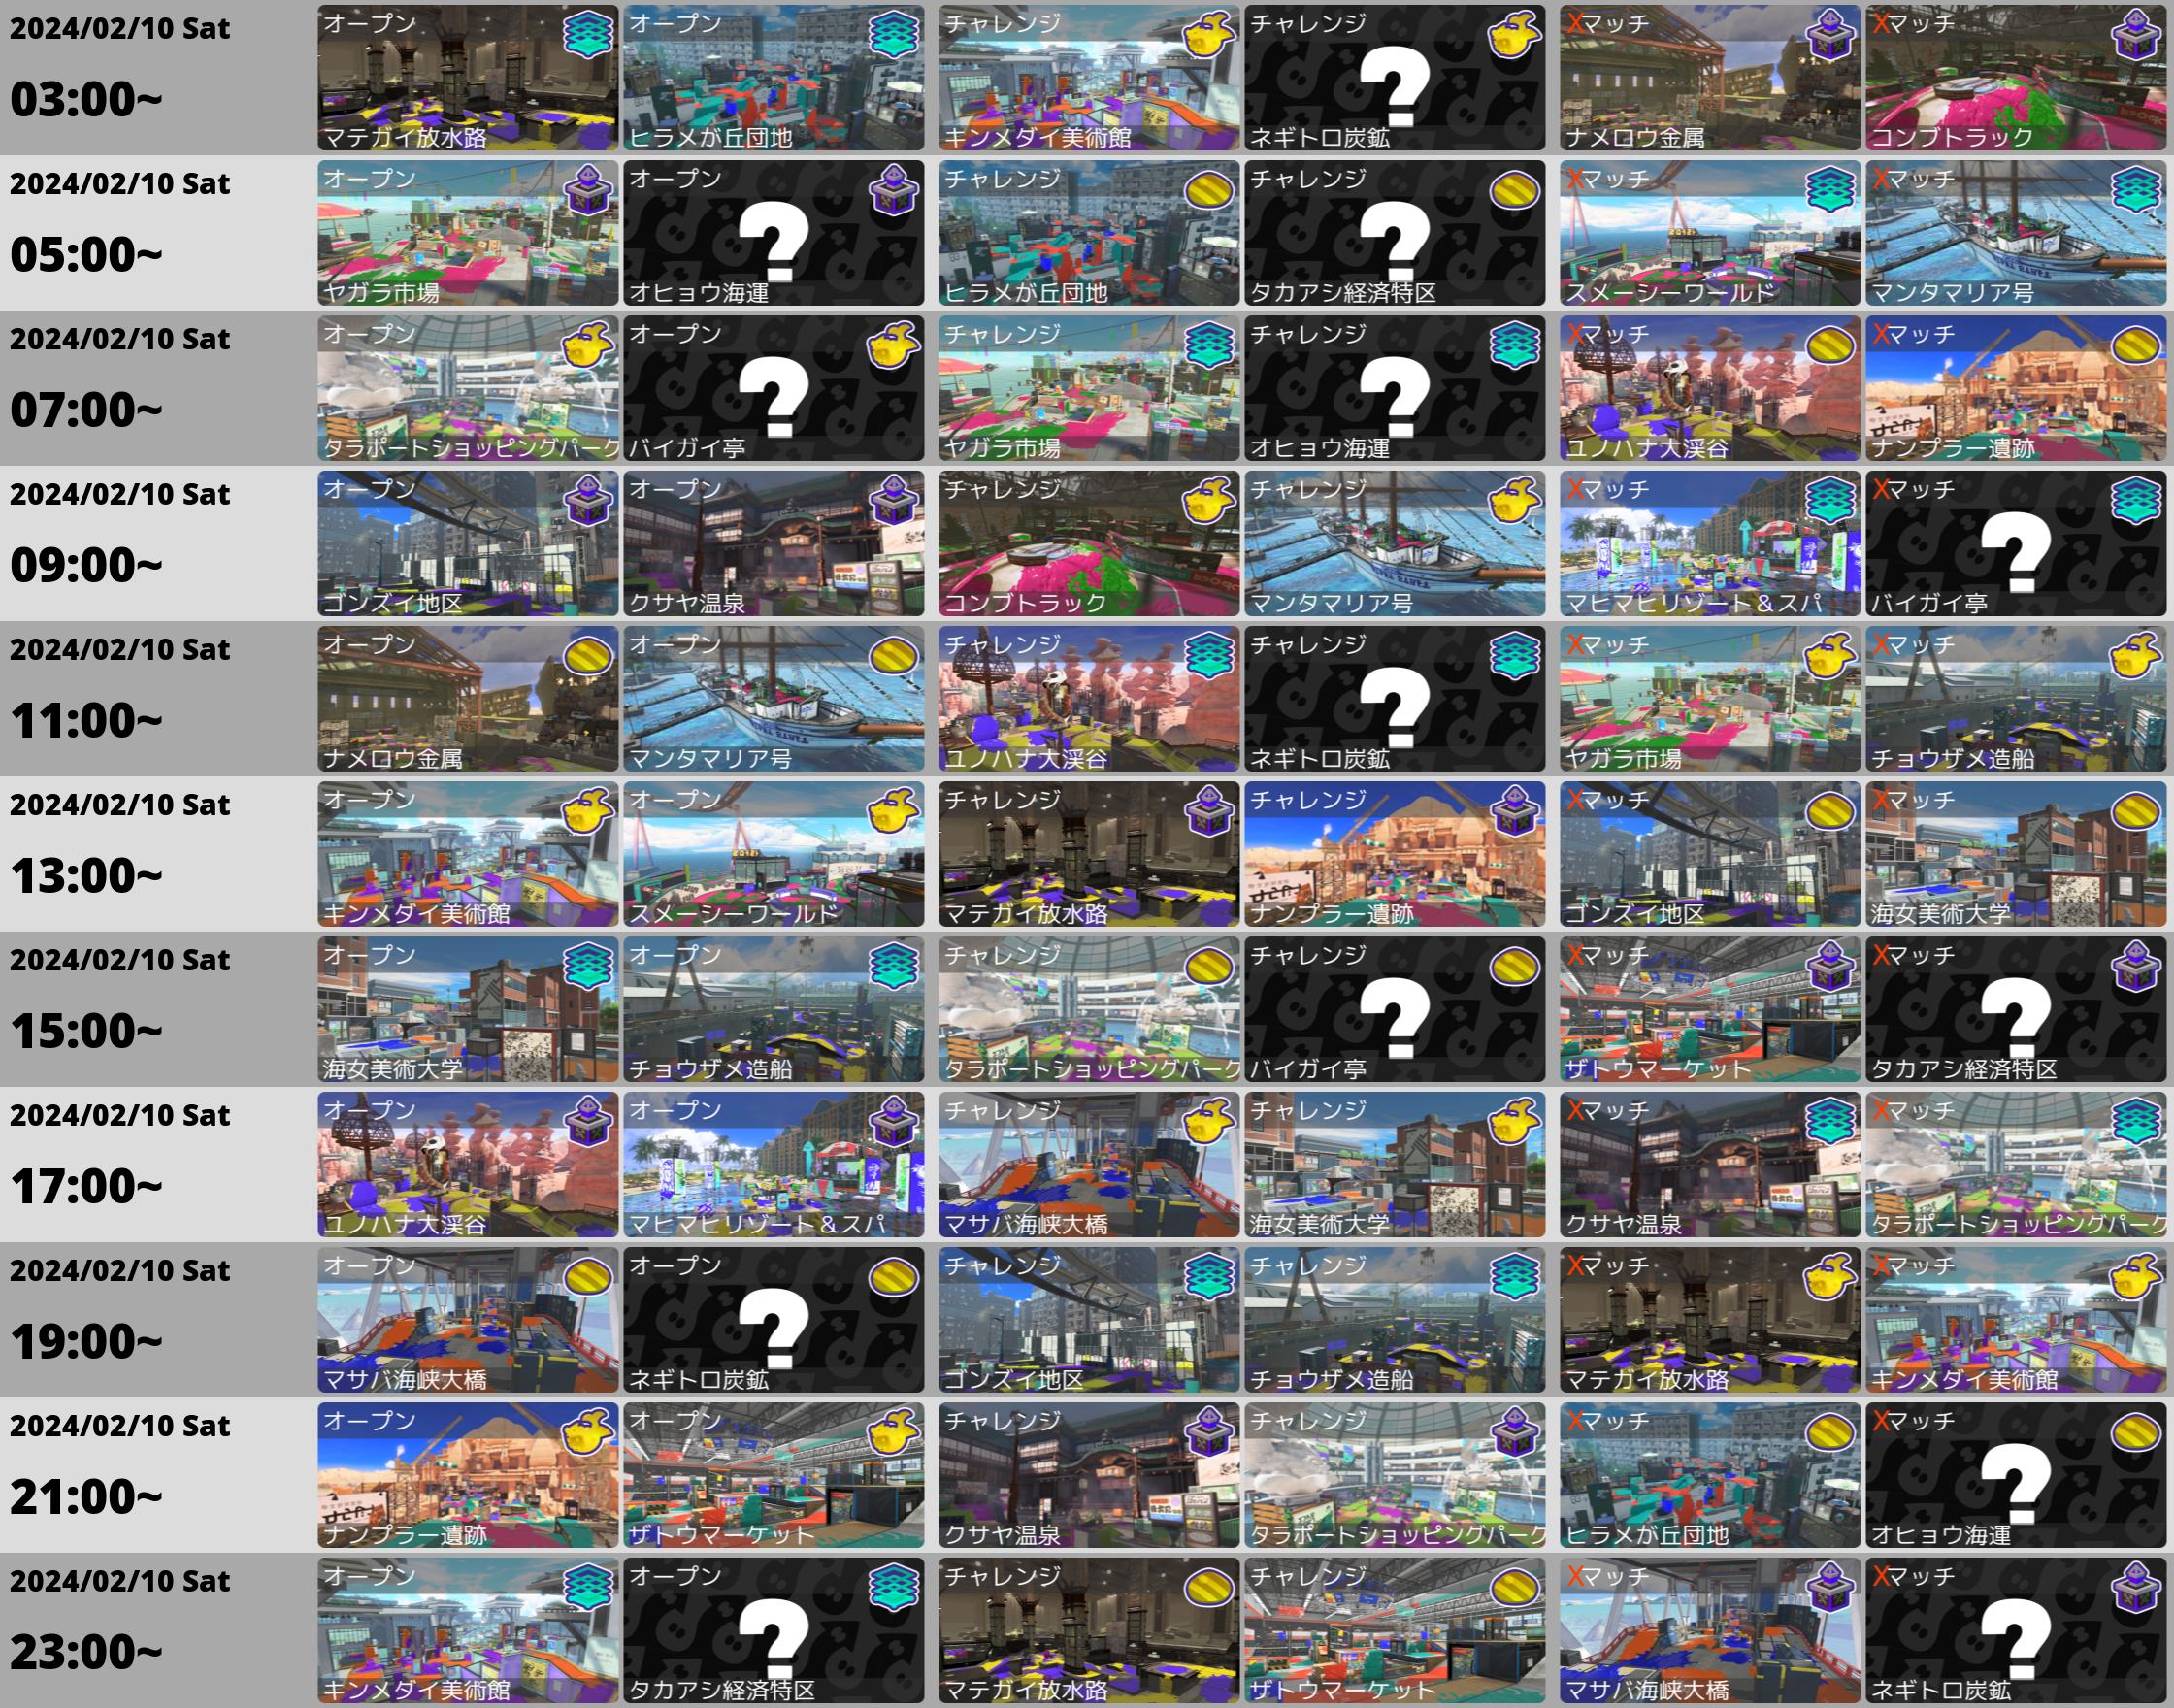 2024/02/10 Sat
03:00~
オープン オープン チャレンジ チャレンジ Xマッチ Xマッチ
マテガイ放水路 ヒラメが丘団地 キンメダイ美術館 ネギトロ炭鉱 ナメロウ金属 コンブトラック
2024/02/10 Sat
05:00~
オープン オープン チャレンジ チャレンジ Xマッチ Xマッチ
ヤガラ市場 オヒョウ海運 ヒラメが丘団地 タカアシ経済特区 スメーシーワールド マンタマリア号
2024/02/10 Sat
07:00~
オープン オープン チャレンジ チャレンジ Xマッチ Xマッチ
タラポートショッピングパーク バイガイ亭 ヤガラ市場 オヒョウ海運 ユノハナ大渓谷 ナンプラー遺跡
2024/02/10 Sat
09:00~
オープン オープン チャレンジ チャレンジ Xマッチ Xマッチ
ゴンズイ地区 クサヤ温泉 コンブトラック マンタマリア号 マヒマヒリゾート&スパ バイガイ亭
2024/02/10 Sat
11:00~
オープン オープン チャレンジ チャレンジ Xマッチ Xマッチ
ナメロウ金属 マンタマリア号 ユノハナ大渓谷 ネギトロ炭鉱 ヤガラ市場 チョウザメ造船
2024/02/10 Sat
13:00~
オープン オープン チャレンジ チャレンジ Xマッチ Xマッチ
キンメダイ美術館 スメーシーワールド マテガイ放水路 ナンプラー遺跡 ゴンズイ地区 海女美術大学
2024/02/10 Sat
15:00~
オープン オープン チャレンジ チャレンジ Xマッチ Xマッチ
海女美術大学 チョウザメ造船 タラポートショッピングパーク バイガイ亭 ザトウマーケット タカアシ経済特区
2024/02/10 Sat
17:00~
オープン オープン チャレンジ チャレンジ Xマッチ Xマッチ
ユノハナ大渓谷 マヒマヒリゾート&スパ マサバ海峡大橋 海女美術大学 クサヤ温泉 タラポートショッピングパーク
2024/02/10 Sat
19:00~
オープン オープン チャレンジ チャレンジ Xマッチ Xマッチ
マサバ海峡大橋 ネギトロ炭鉱 ゴンズイ地区 チョウザメ造船 マテガイ放水路 キンメダイ美術館
2024/02/10 Sat
21:00~
オープン オープン チャレンジ チャレンジ Xマッチ Xマッチ
ナンプラー遺跡 ザトウマーケット クサヤ温泉 タラポートショッピングパーク ヒラメが丘団地 オヒョウ海運
2024/02/10 Sat
23:00~
オープン オープン チャレンジ チャレンジ Xマッチ Xマッチ
キンメダイ美術館 タカアシ経済特区 マテガイ放水路 ザトウマーケット マサバ海峡大橋 ネギトロ炭鉱